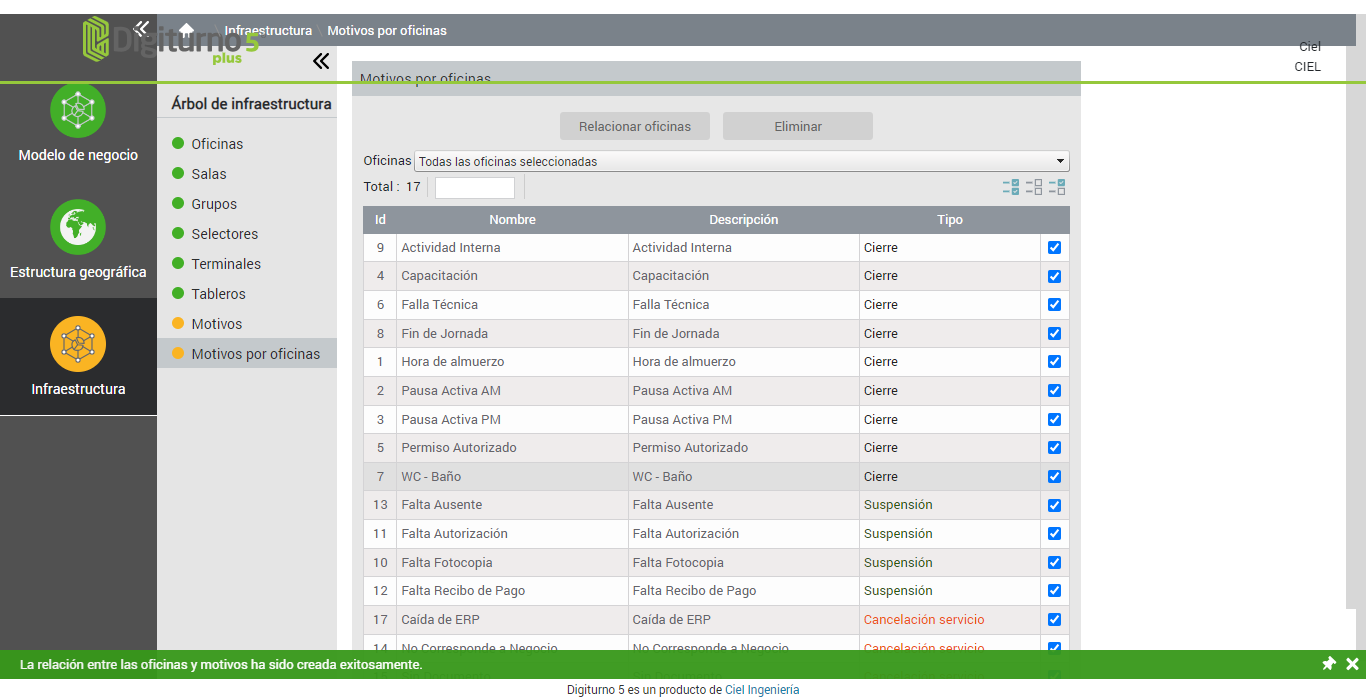 Digiturno 5
plus
Infraestructura Motivos por oficinas
Ciel
CIEL
Modelo de negocio
Estructura geográfica
Infraestructura
Árbol de infraestructura
Oficinas
Salas
Grupos
Selectores
Terminales
Tableros
Motivos
Motivos por oficinas
Motivos por oficinas
Relacionar oficinas Eliminar
Oficinas Todas las oficinas seleccionadas
Total : 17
Id Nombre Descripción Tipo
9 Actividad Interna Actividad Interna Cierre
4 Capacitación Capacitación Cierre
6 Falla Técnica Falla Técnica Cierre
8 Fin de Jornada Fin de Jornada Cierre
1 Hora de almuerzo Hora de almuerzo Cierre
2 Pausa Activa AM Pausa Activa AM Cierre
3 Pausa Activa PM Pausa Activa PM Cierre
5 Permiso Autorizado Permiso Autorizado Cierre
7 WC - Baño WC - Baño Cierre
13 Falta Ausente Falta Ausente Suspensión
11 Falta Autorización Falta Autorización Suspensión
10 Falta Fotocopia Falta Fotocopia Suspensión
12 Falta Recibo de Pago Falta Recibo de Pago Suspensión
17 Caída de ERP Caída de ERP Cancelación servicio
14 No Corresponde a Negocio No Corresponde a Negocio Cancelación servicio
La relación entre las oficinas y motivos ha sido creada exitosamente.
Digiturno 5 es un producto de Ciel Ingeniería